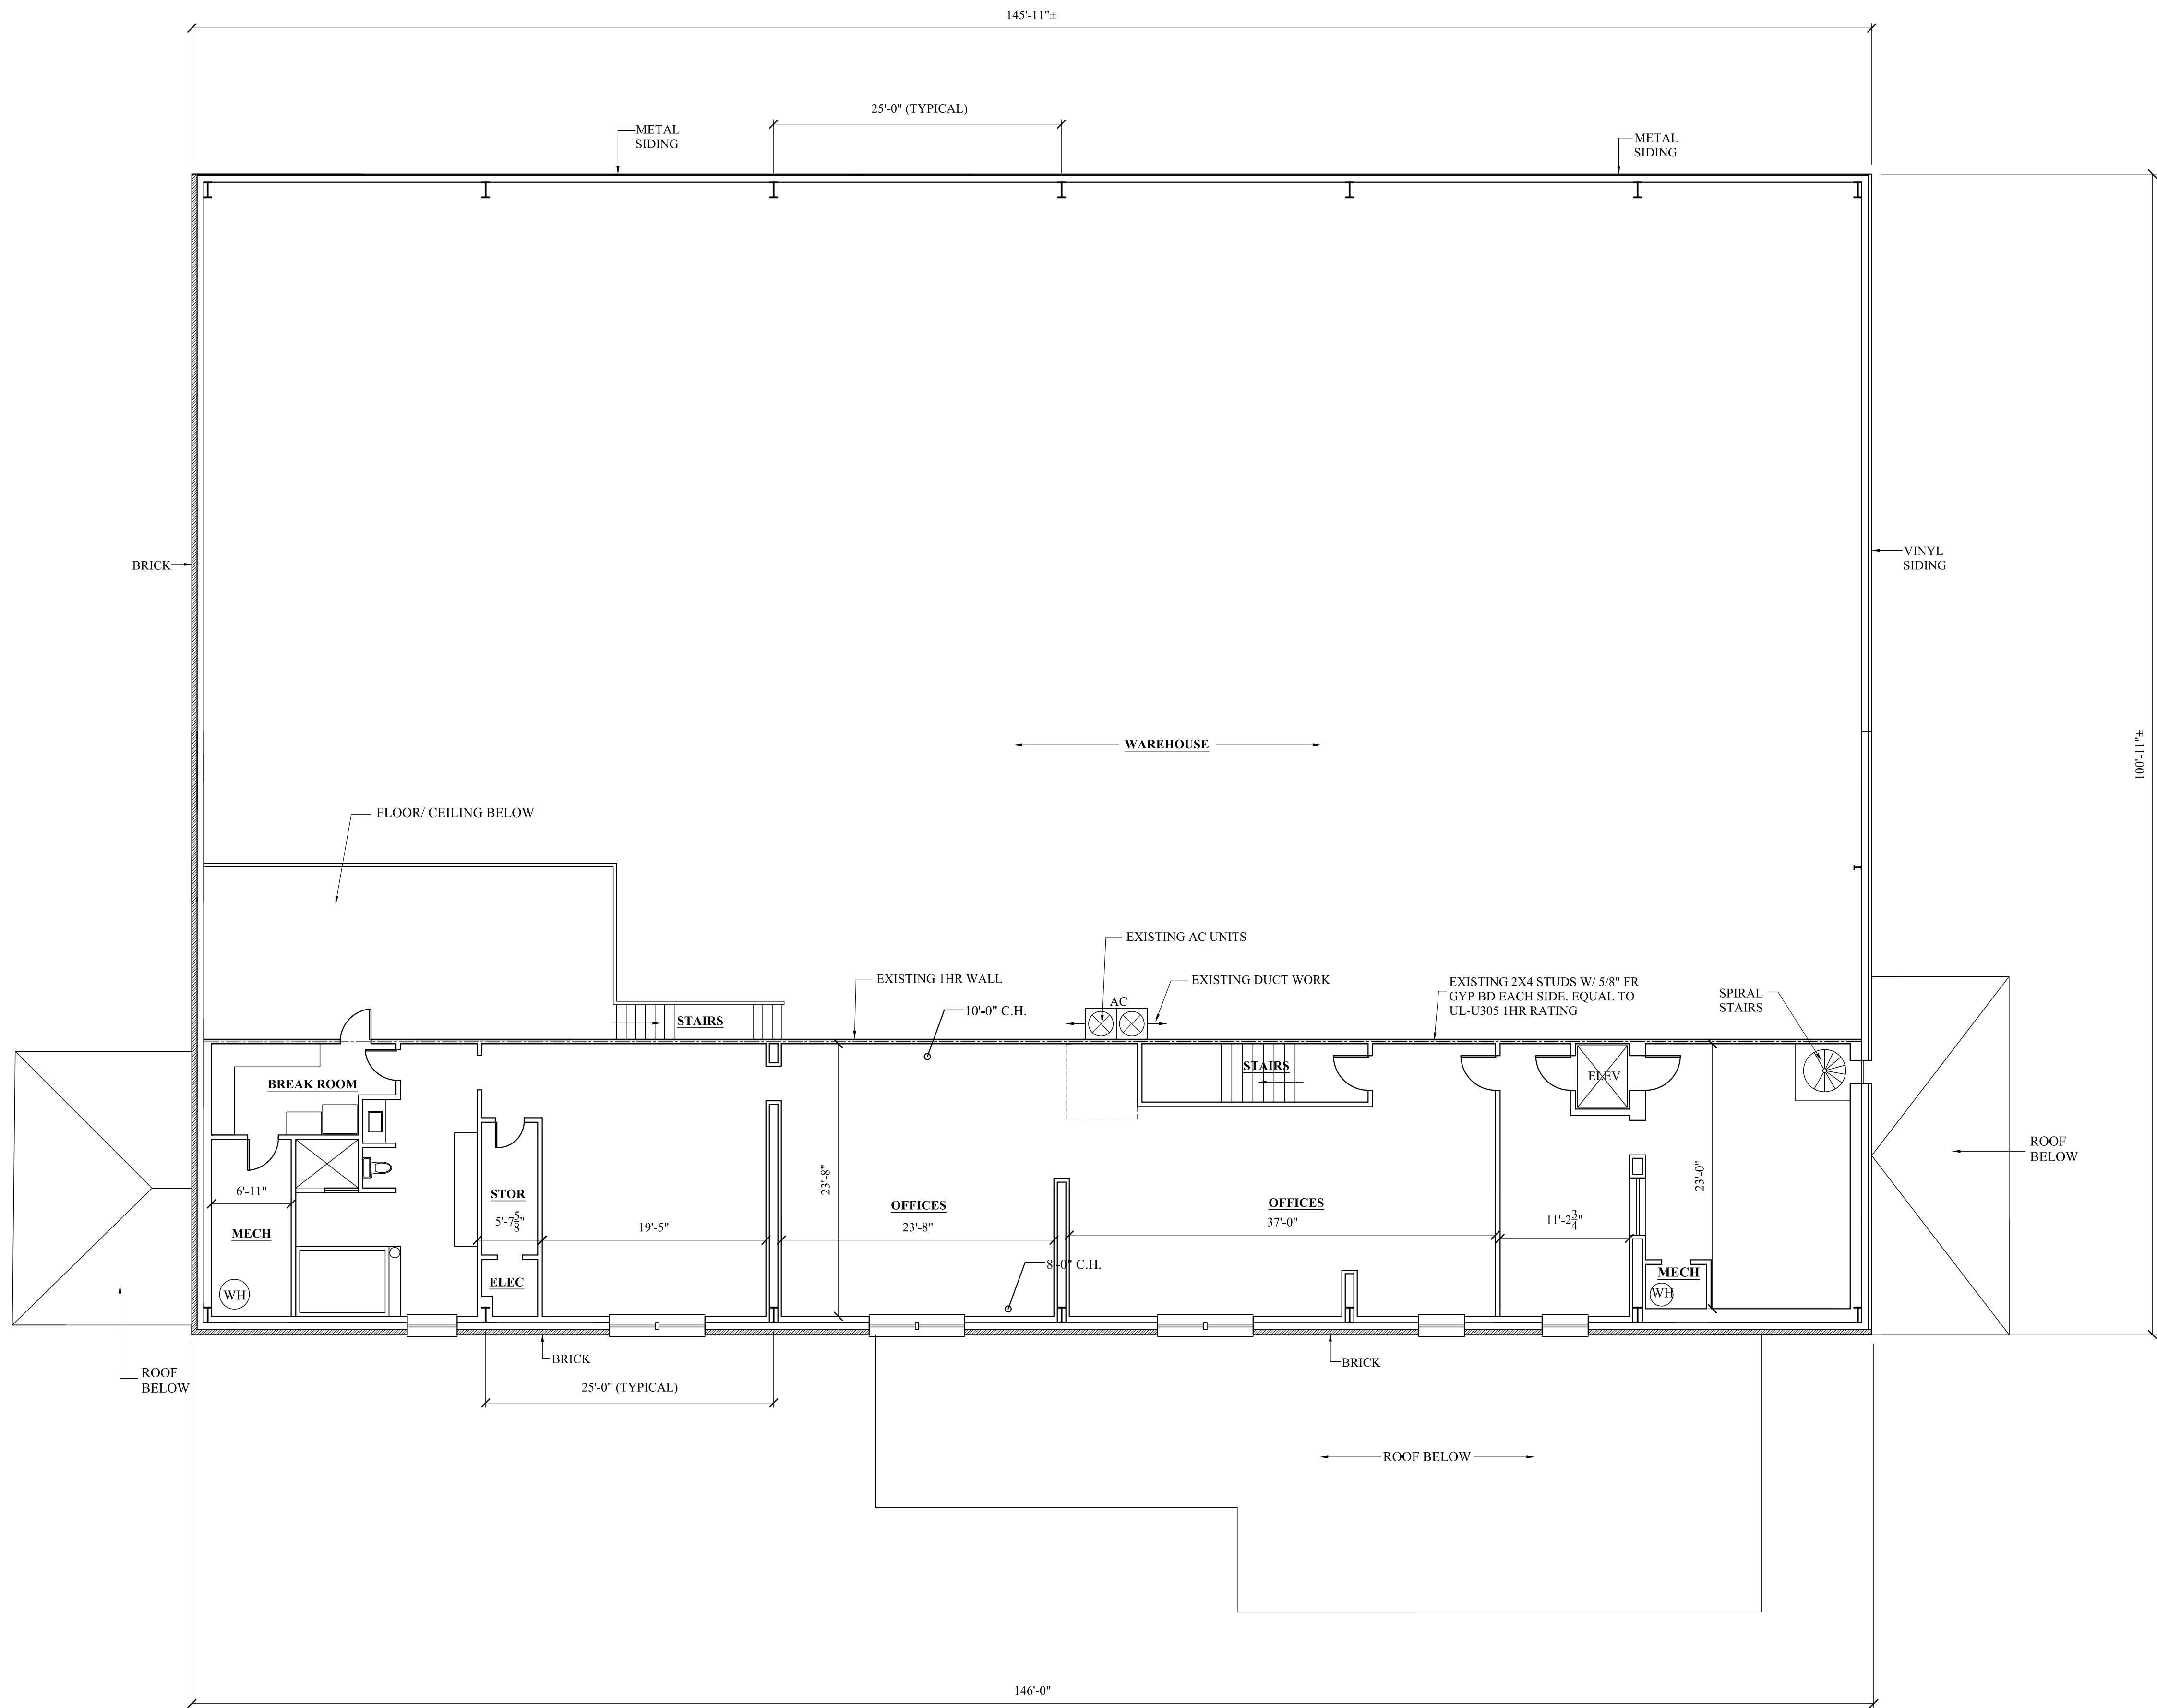 145'-11"±
25'-0" (TYPICAL)
METAL
SIDING
METAL
SIDING
BRICK
VINYL
SIDING
WAREHOUSE
100'-11"±
FLOOR/ CEILING BELOW
EXISTING AC UNITS
EXISTING 1HR WALL
EXISTING DUCT WORK
EXISTING 2X4 STUDS W/ 5/8" FR
GYP BD EACH SIDE. EQUAL TO
UL-U305 1HR RATING
SPIRAL
STAIRS
AC
10'-0" C.H.
STAIRS
STAIRS
ELEV
BREAK ROOM
ROOF
BELOW
23'-8"
23'-0"
6'-11"
STOR
5'-7 5/8"
19'-5"
OFFICES
23'-8"
OFFICES
37'-0"
11'-2 3/4"
MECH
8'-0" C.H.
ELEC
MECH
WH
WH
BRICK
BRICK
ROOF
BELOW
25'-0" (TYPICAL)
ROOF BELOW
146'-0"